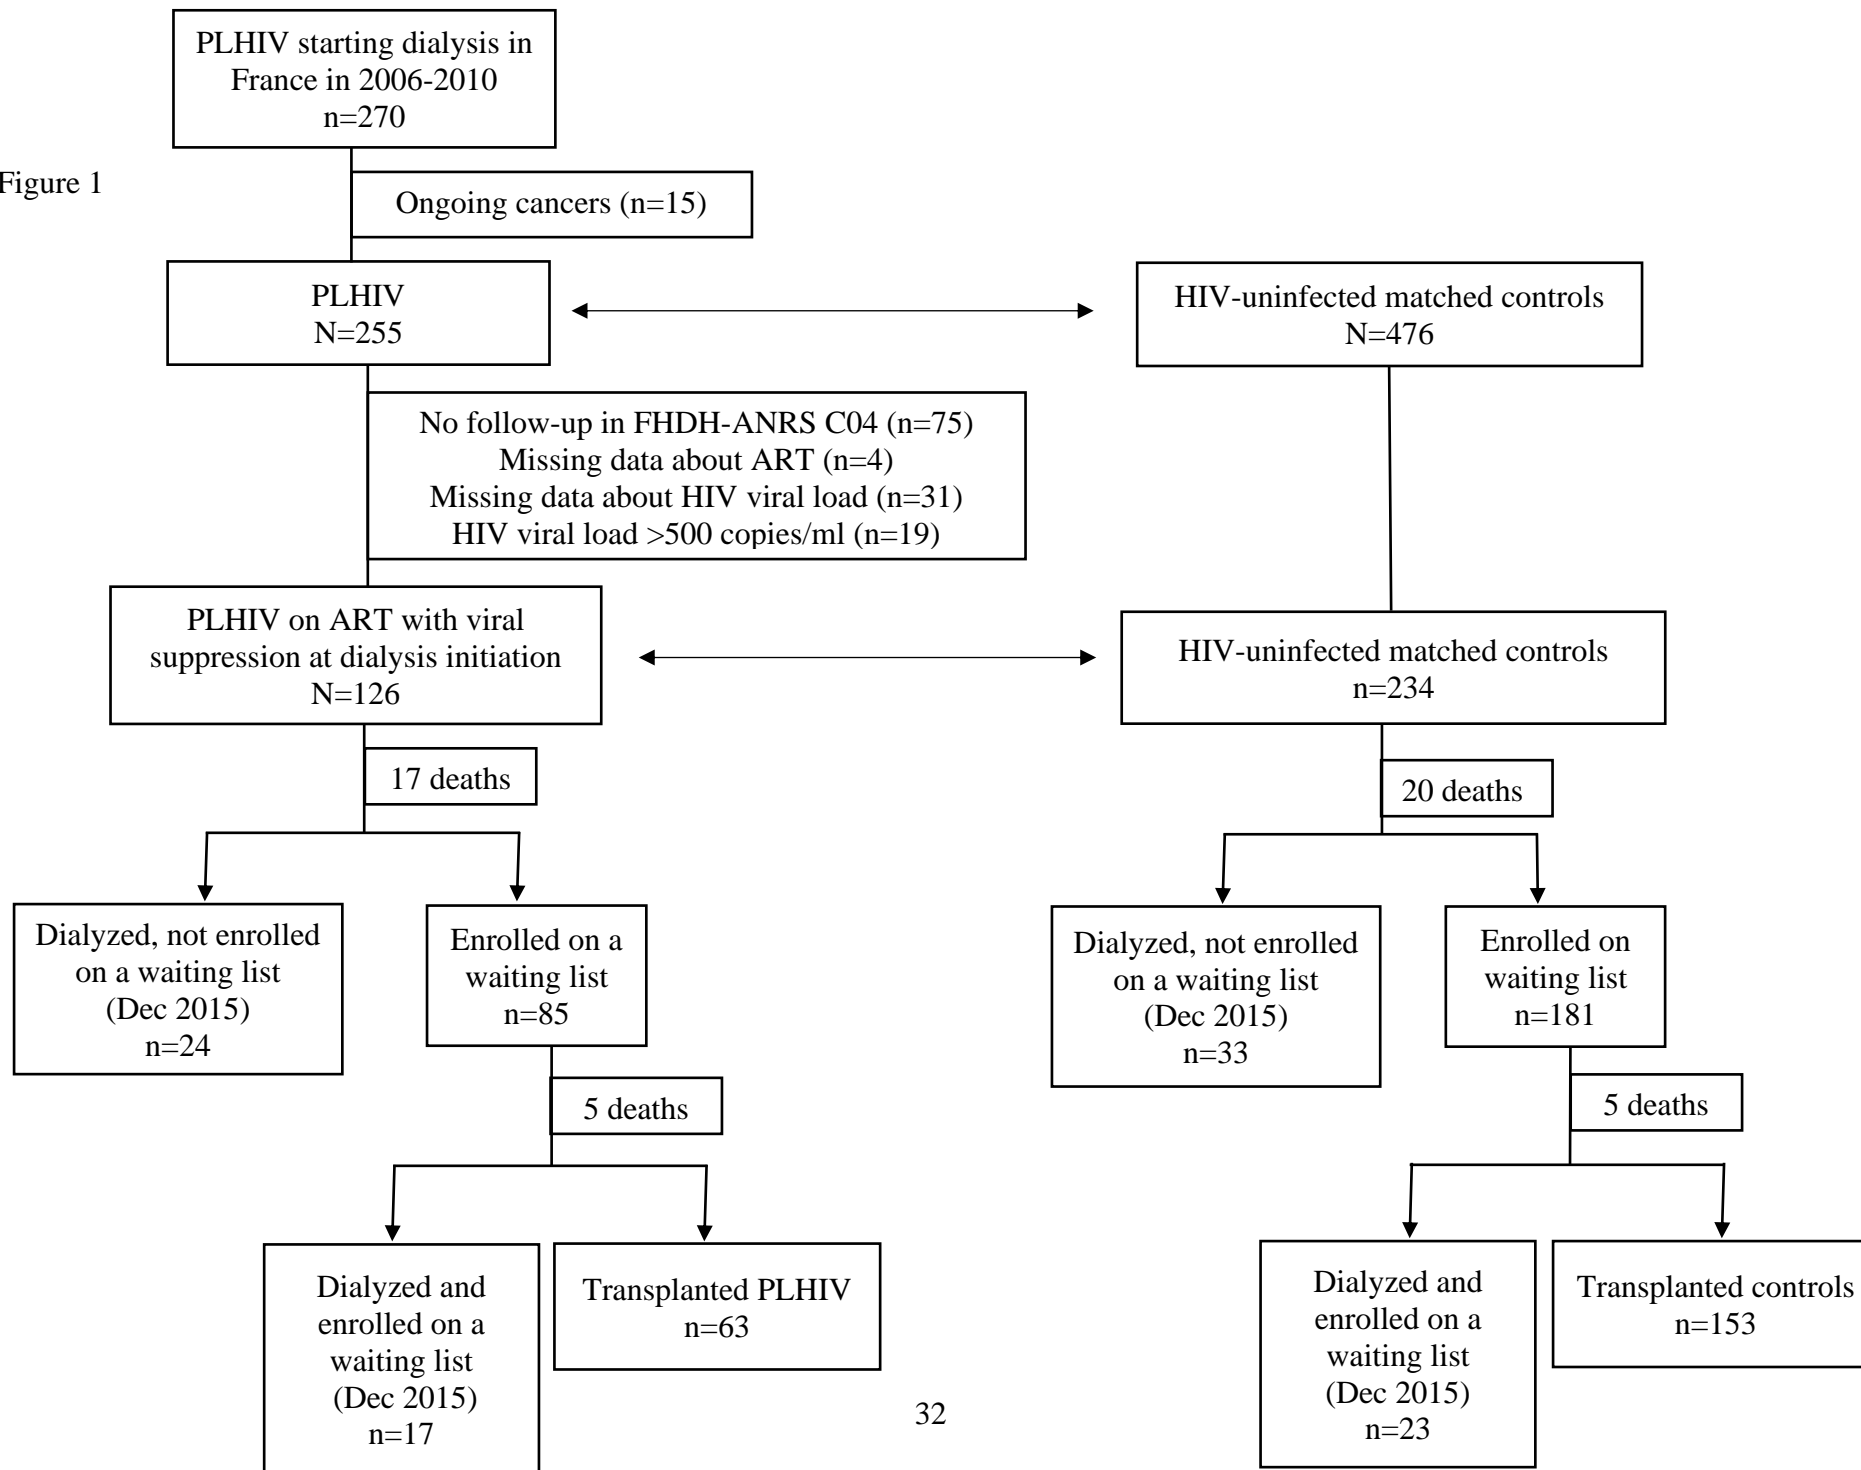 PLHIV starting dialysis in
France in 2006-2010
n=270
Figure 1
Ongoing cancers (n=15)
PLHIV
N=255
HIV-uninfected matched controls
N=476
No follow-up in FHDH-ANRS C04 (n=75)
Missing data about ART (n=4)
Missing data about HIV viral load (n=31)
HIV viral load >500 copies/ml (n=19)
PLHIV on ART with viral
suppression at dialysis initiation
N=126
HIV-uninfected matched controls
n=234
17 deaths
20 deaths
Dialyzed, not enrolled
on a waiting list
(Dec 2015)
n=24
Enrolled on a
waiting list
n=85
Dialyzed, not enrolled
on a waiting list
(Dec 2015)
n=33
Enrolled on
waiting list
n=181
5 deaths
5 deaths
Dialyzed and
enrolled on a
waiting list
(Dec 2015)
n=17
Transplanted PLHIV
n=63
Dialyzed and
enrolled on a
waiting list
(Dec 2015)
n=23
Transplanted controls
n=153
32